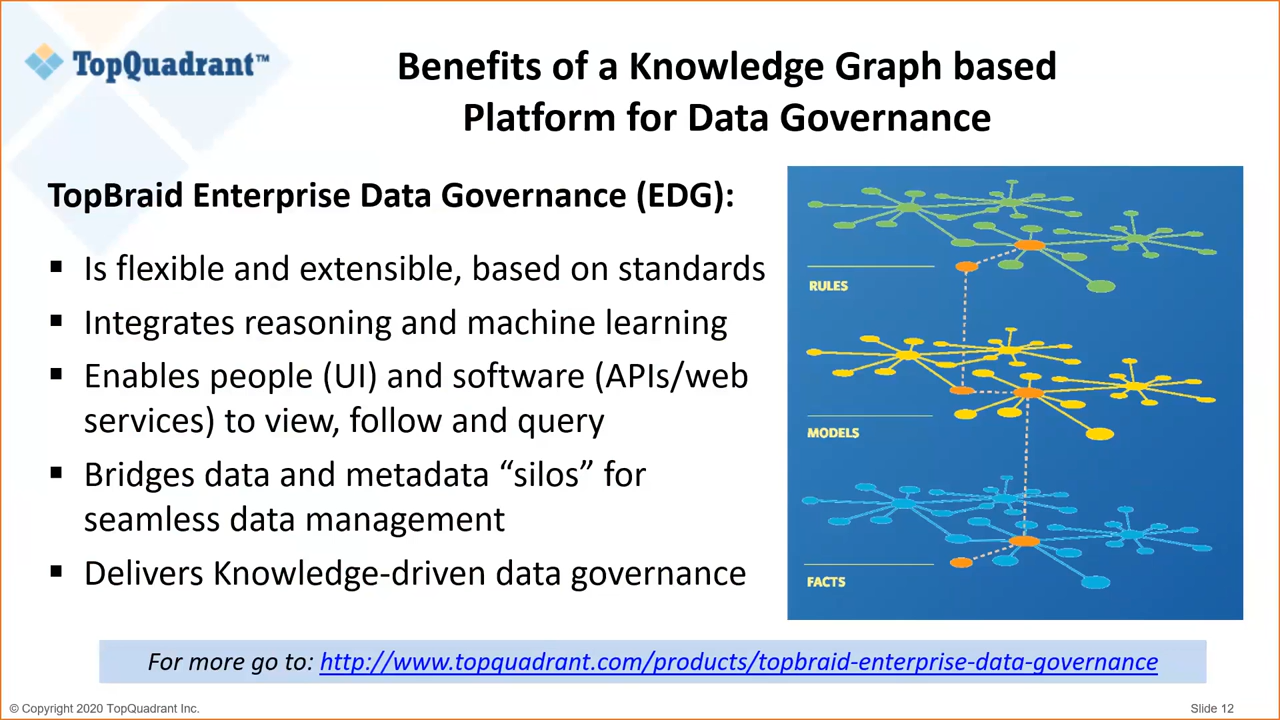 TopQuadrant™
Benefits of a Knowledge Graph based
Platform for Data Governance
TopBraid Enterprise Data Governance (EDG):
▪ Is flexible and extensible, based on standards
▪ Integrates reasoning and machine learning
▪ Enables people (UI) and software (APIs/web
services) to view, follow and query
▪ Bridges data and metadata “silos” for
seamless data management
▪ Delivers Knowledge-driven data governance
RULES
MODELS
FACTS
For more go to: http://www.topquadrant.com/products/topbraid-enterprise-data-governance
© Copyright 2020 TopQuadrant Inc.
Slide 12